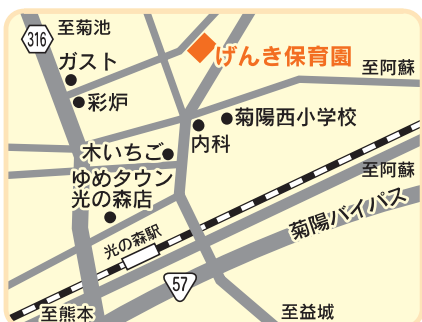 至菊池
316
ガスト
げんき保育園
至阿蘇
彩炉
菊陽西小学校
内科
木いちご
ゆめタウン
光の森店
至阿蘇
菊陽バイパス
光の森駅
57
至熊本
至益城